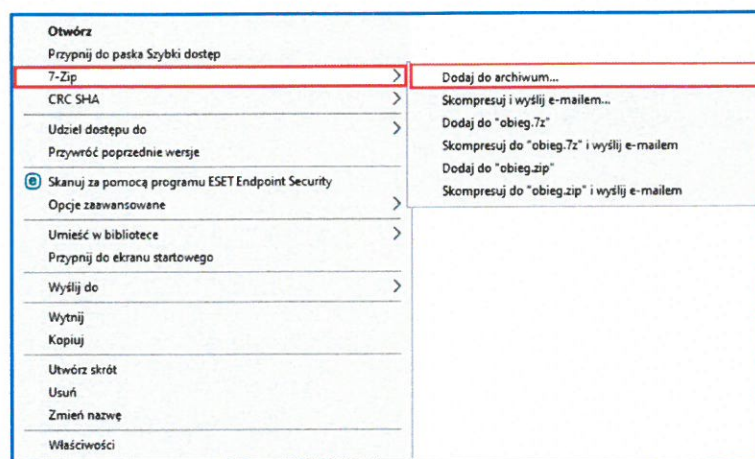 Otwórz
Przypnij do paska Szybki dostęp
7-Zip
CRC SHA
Udziel dostępu do
Przywróć poprzednie wersje
Skanuj za pomocą programu ESET Endpoint Security
Opcje zaawansowane
Umieść w bibliotece
Przypnij do ekranu startowego
Wyślij do
Wytnij
Kopiuj
Utwórz skrót
Usuń
Zmień nazwę
Właściwości
Dodaj do archiwum...
Skompresuj i wyślij e-mailem...
Dodaj do "obieg.7z"
Skompresuj do "obieg.7z" i wyślij e-mailem
Dodaj do "obieg.zip"
Skompresuj do "obieg.zip" i wyślij e-mailem